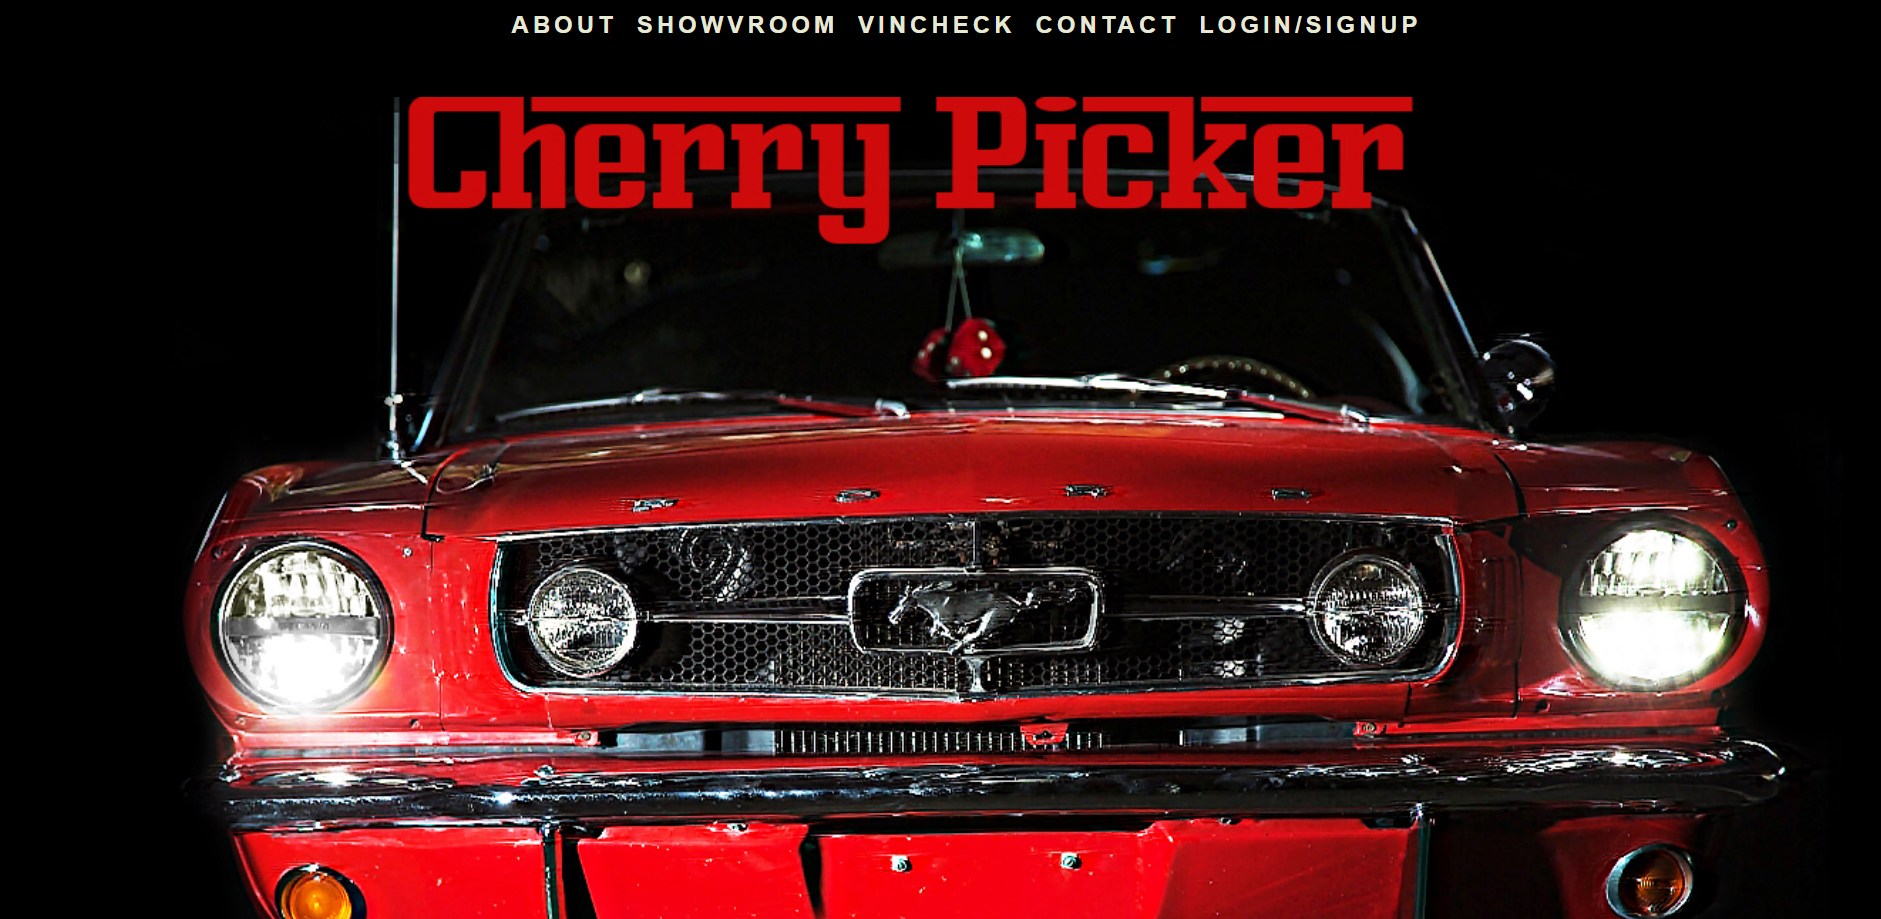 ABOUT SHOWVROOM VINCHECK CONTACT LOGIN/SIGNUP
Cherry Picker
F O R D